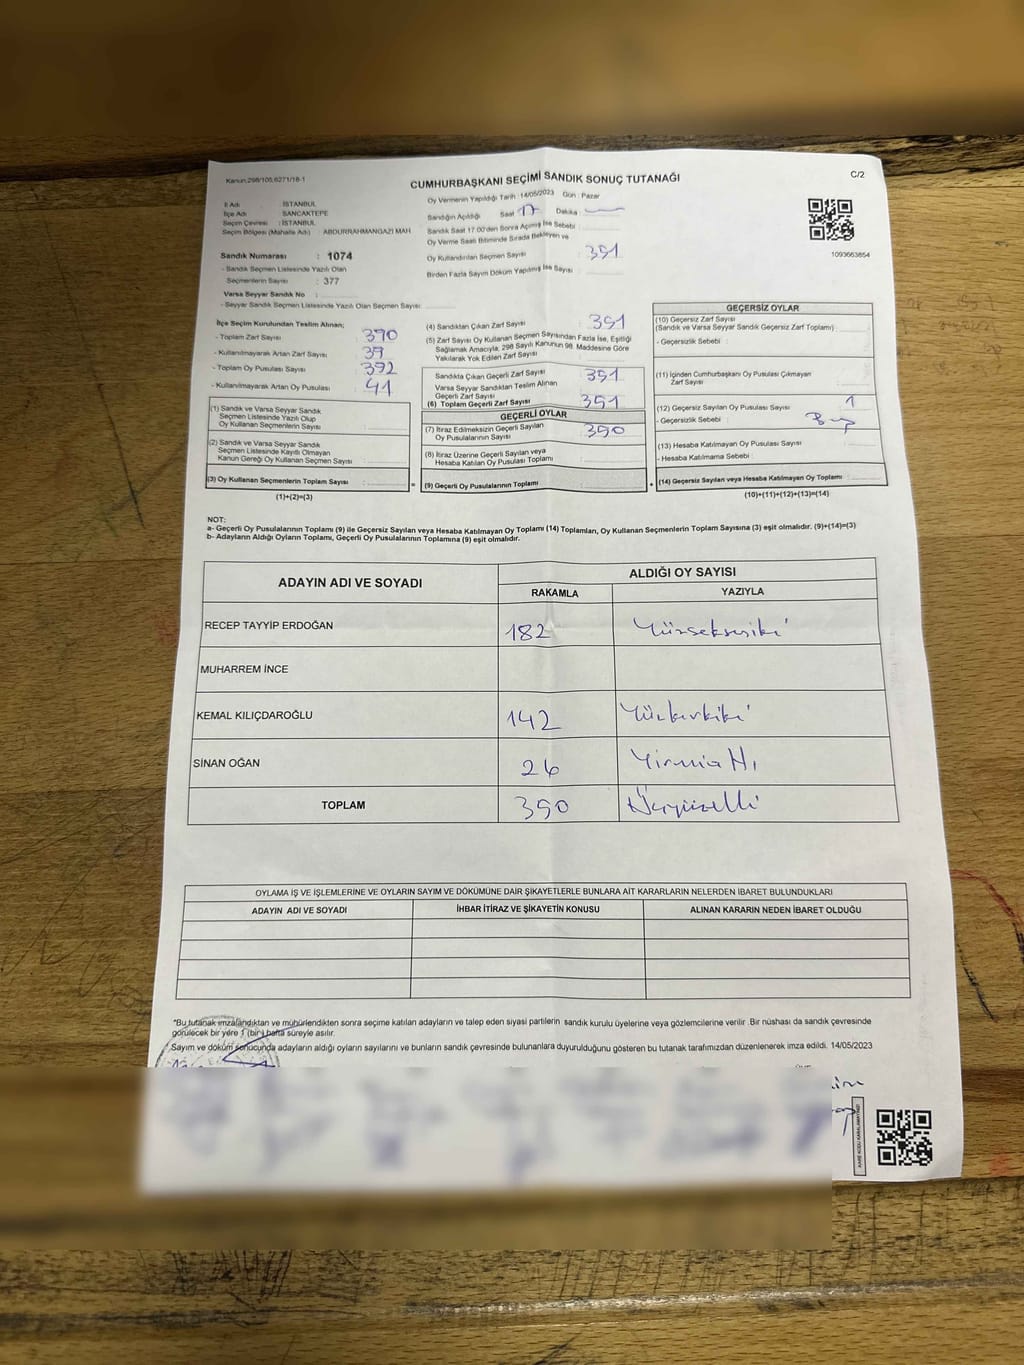 Kanun:298/105;6271/18-1
CUMHURBAŞKANI SEÇİMİ SANDIK SONUÇ TUTANAĞI
C/2
İl Adı : İSTANBUL
İlçe Adı : SANCAKTEPE
Seçim Çevresi : İSTANBUL
Seçim Bölgesi (Mahalle Adı) : ABDURRAHMANGAZI MAH
Sandık Numarası : 1074
- Sandık Seçmen Listesinde Yazılı Olan
Seçmenlerin Sayısı : 377
Varsa Seyyar Sandık No :
- Seyyar Sandık Seçmen Listesinde Yazılı Olan Seçmen Sayısı:
Oy Vermenin Yapıldığı Tarih :14/05/2023 Gün : Pazar
Sandığın Açıldığı Saat 17 Dakika :
Sandık Saat 17.00'den Sonra Açılmış İse Sebebi :
Oy Verme Saati Bitiminde Sırada Bekleyen ve
Oy Kullandırılan Seçmen Sayısı : 351
Birden Fazla Sayım Döküm Yapılmış İse Sayısı :
1093663854
İlçe Seçim Kurulundan Teslim Alınan;
- Toplam Zarf Sayısı : 390
- Kullanılmayarak Artan Zarf Sayısı : 39
- Toplam Oy Pusulası Sayısı : 392
- Kullanılmayarak Artan Oy Pusulası : 41
(1) Sandık ve Varsa Seyyar Sandık
Seçmen Listesinde Yazılı Olup
Oy Kullanan Seçmenlerin Sayısı :
(2) Sandık ve Varsa Seyyar Sandık
Seçmen Listesinde Kayıtlı Olmayan
Kanun Gereği Oy Kullanan Seçmen Sayısı :
(3) Oy Kullanan Seçmenlerin Toplam Sayısı :
(1)+(2)=(3)
(4) Sandıktan Çıkan Zarf Sayısı : 351
(5) Zarf Sayısı Oy Kullanan Seçmen Sayısından Fazla İse, Eşitliği
Sağlamak Amacıyla; 298 Sayılı Kanunun 98. Maddesine Göre
Yakılarak Yok Edilen Zarf Sayısı :
Sandıkta Çıkan Geçerli Zarf Sayısı : 351
Varsa Seyyar Sandıktan Teslim Alınan
Geçerli Zarf Sayısı :
(6) Toplam Geçerli Zarf Sayısı : 351
GEÇERLİ OYLAR
(7) İtiraz Edilmeksizin Geçerli Sayılan
Oy Pusulalarının Sayısı : 350
(8) İtiraz Üzerine Geçerli Sayılan veya
Hesaba Katılan Oy Pusulası Toplamı :
(9) Geçerli Oy Pusulalarının Toplamı :
GEÇERSİZ OYLAR
(10) Geçersiz Zarf Sayısı
(Sandık ve Varsa Seyyar Sandık Geçersiz Zarf Toplamı) :
- Geçersizlik Sebebi :
(11) İçinden Cumhurbaşkanı Oy Pusulası Çıkmayan
Zarf Sayısı :
(12) Geçersiz Sayılan Oy Pusulası Sayısı : 1
- Geçersizlik Sebebi :
(13) Hesaba Katılmayan Oy Pusulası Sayısı :
- Hesaba Katılmama Sebebi :
(14) Geçersiz Sayılan veya Hesaba Katılmayan Oy Toplamı :
(10)+(11)+(12)+(13)=(14)
NOT:
a- Geçerli Oy Pusulalarının Toplamı (9) ile Geçersiz Sayılan veya Hesaba Katılmayan Oy Toplamı (14) Toplamları, Oy Kullanan Seçmenlerin Toplam Sayısına (3) eşit olmalıdır. (9)+(14)=(3)
b- Adayların Aldığı Oyların Toplamı, Geçerli Oy Pusulalarının Toplamına (9) eşit olmalıdır.
ADAYIN ADI VE SOYADI
ALDIĞI OY SAYISI
RAKAMLA YAZIYLA
RECEP TAYYİP ERDOĞAN 182 Yüzsekseniki
MUHARREM İNCE
KEMAL KILIÇDAROĞLU 142 Yüzkırkiki
SİNAN OĞAN 26 Yirmialtı
TOPLAM 350 Üçyüzelli
OYLAMA İŞ VE İŞLEMLERİNE VE OYLARIN SAYIM VE DÖKÜMÜNE DAİR ŞİKAYETLERLE BUNLARA AİT KARARLARIN NELERDEN İBARET BULUNDUKLARI
ADAYIN ADI VE SOYADI İHBAR İTİRAZ VE ŞİKAYETİN KONUSU ALINAN KARARIN NEDEN İBARET OLDUĞU
*Bu tutanak imzalandıktan ve mühürlendikten sonra seçime katılan adayların ve talep eden siyasi partilerin sandık kurulu üyelerine veya gözlemcilerine verilir .Bir nüshası da sandık çevresinde
görülecek bir yere 1 (bir) hafta süreyle asılır.
Sayım ve döküm sonucunda adayların aldığı oyların sayılarını ve bunların sandık çevresinde bulunanlara duyurulduğunu gösteren bu tutanak tarafımızdan düzenlenerek imza edildi. 14/05/2023